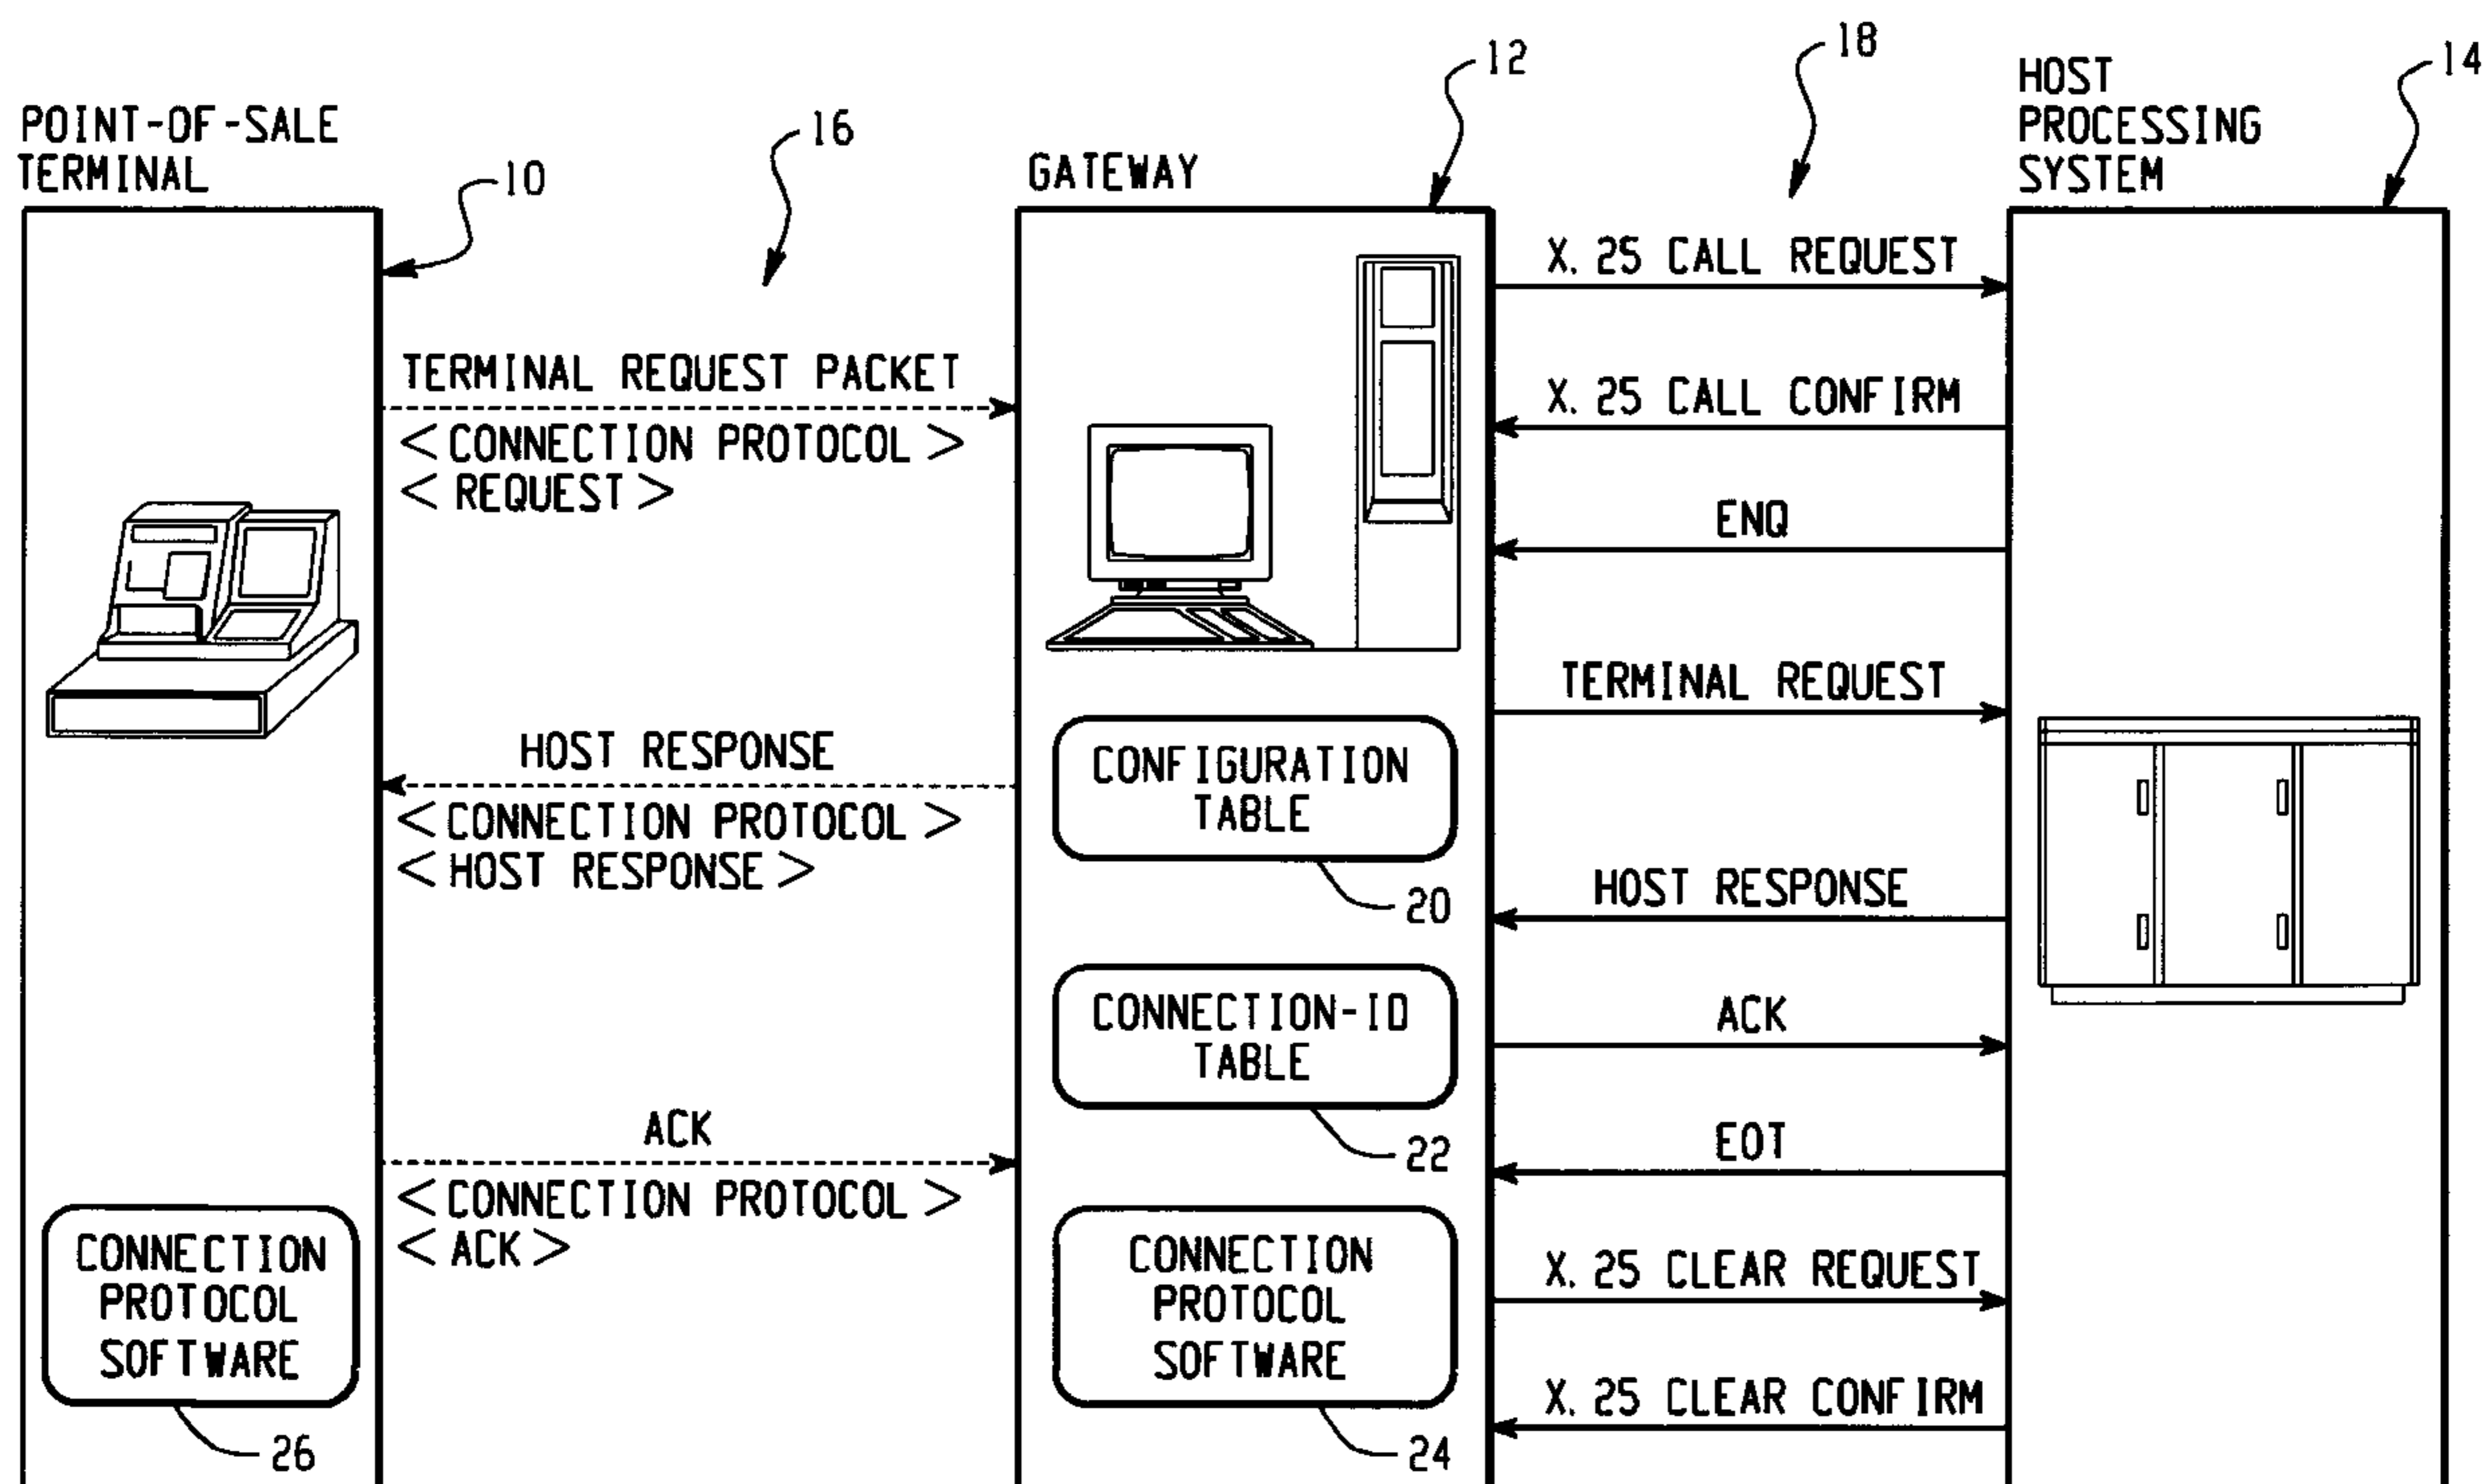 POINT-OF-SALE
TERMINAL
10
16
GATEWAY
12
18
HOST
PROCESSING
SYSTEM
14
TERMINAL REQUEST PACKET
<CONNECTION PROTOCOL>
<REQUEST>
HOST RESPONSE
<CONNECTION PROTOCOL>
<HOST RESPONSE>
ACK
<CONNECTION PROTOCOL>
<ACK>
CONNECTION
PROTOCOL
SOFTWARE
26
CONFIGURATION
TABLE
20
CONNECTION-ID
TABLE
22
CONNECTION
PROTOCOL
SOFTWARE
24
X.25 CALL REQUEST
X.25 CALL CONFIRM
ENQ
TERMINAL REQUEST
HOST RESPONSE
ACK
EOT
X.25 CLEAR REQUEST
X.25 CLEAR CONFIRM